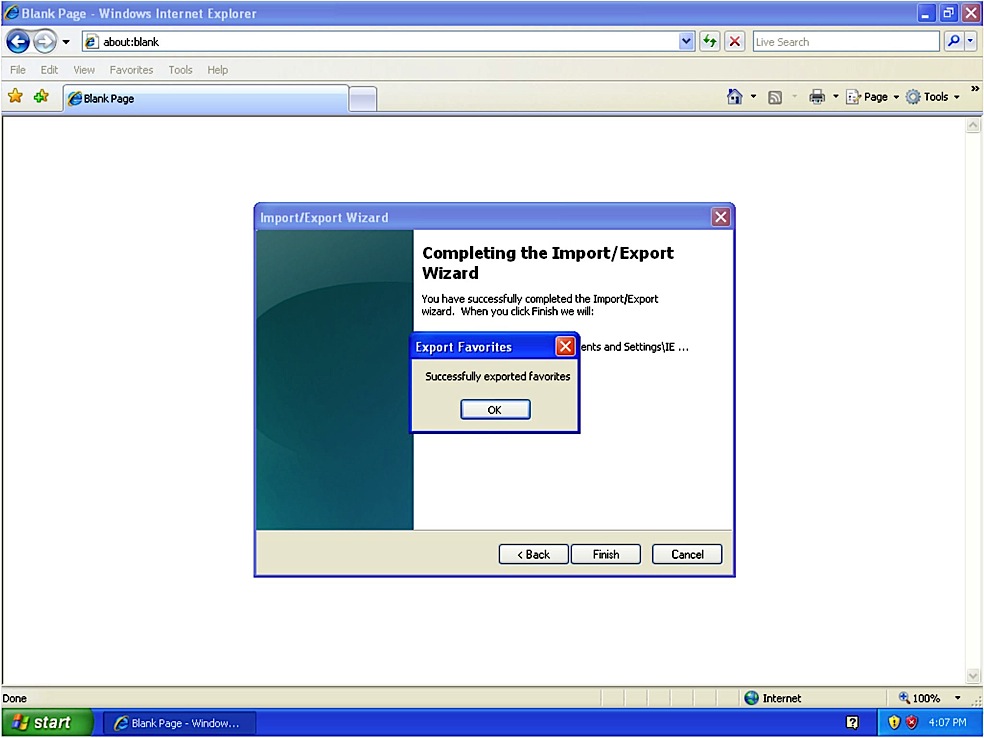 Blank Page - Windows Internet Explorer
about:blank
Live Search
File Edit View Favorites Tools Help
Blank Page
Page Tools »
Import/Export Wizard
Completing the Import/Export
Wizard
You have successfully completed the Import/Export
wizard. When you click Finish we will:
ents and Settings\IE ...
Export Favorites
Successfully exported favorites
OK
< Back Finish Cancel
Done Internet 100%
start Blank Page - Window... ? 4:07 PM